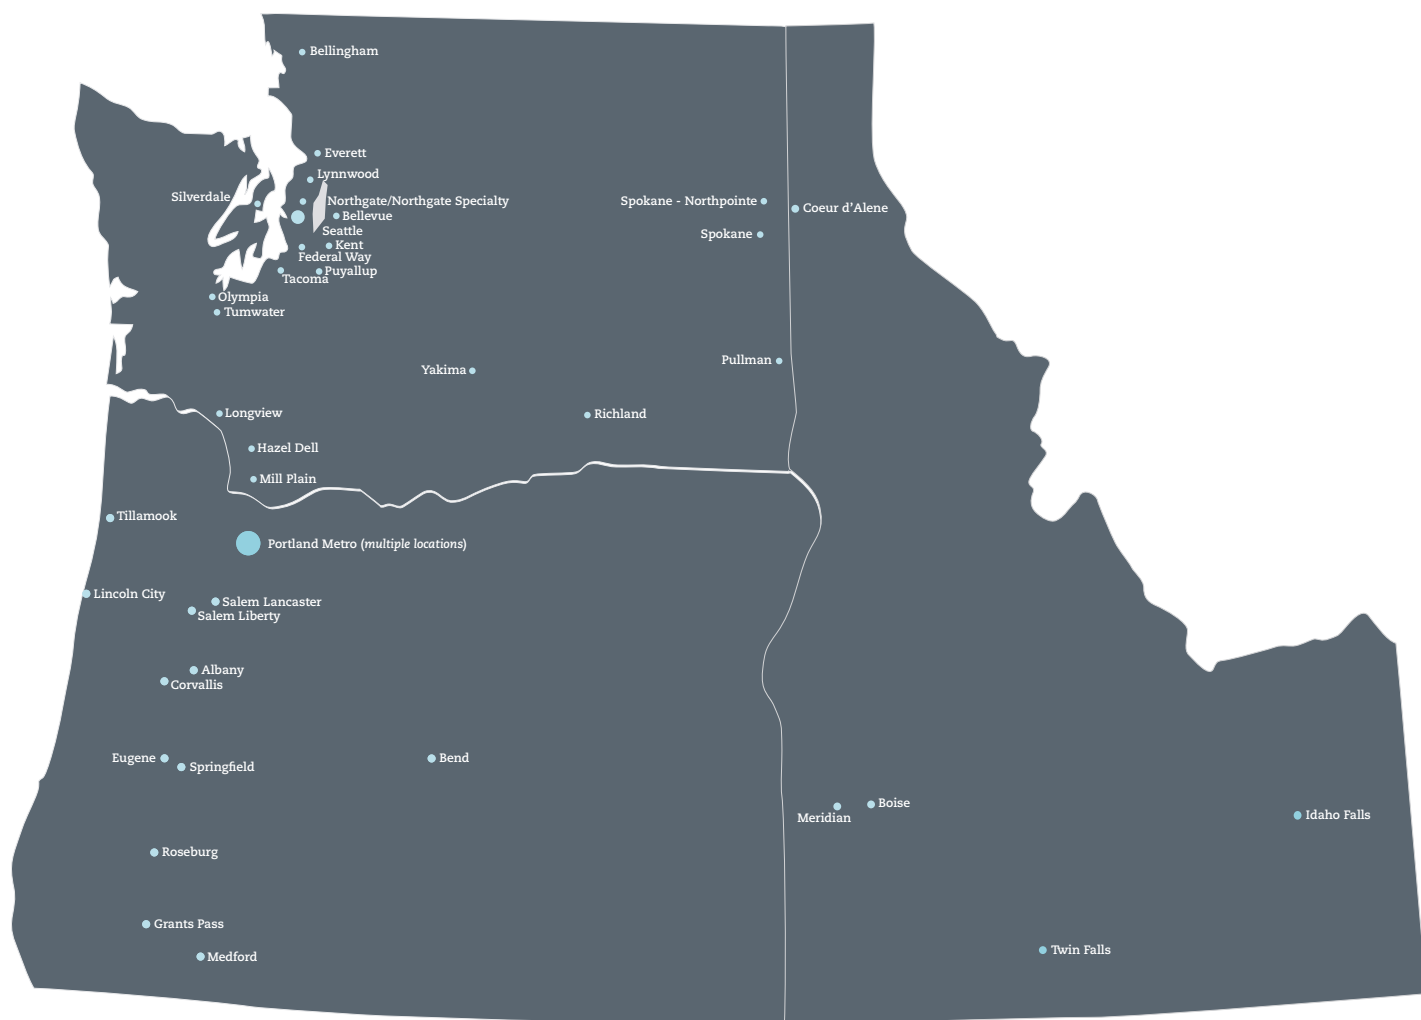 Bellingham
Everett
Lynnwood
Silverdale
Northgate/Northgate Specialty
Spokane - Northpointe
Coeur d’Alene
Bellevue
Seattle
Spokane
Kent
Federal Way
Puyallup
Tacoma
Olympia
Tumwater
Pullman
Yakima
Longview
Richland
Hazel Dell
Mill Plain
Tillamook
Portland Metro (multiple locations)
Lincoln City
Salem Lancaster
Salem Liberty
Albany
Corvallis
Eugene
Bend
Springfield
Boise
Meridian
Idaho Falls
Roseburg
Grants Pass
Twin Falls
Medford